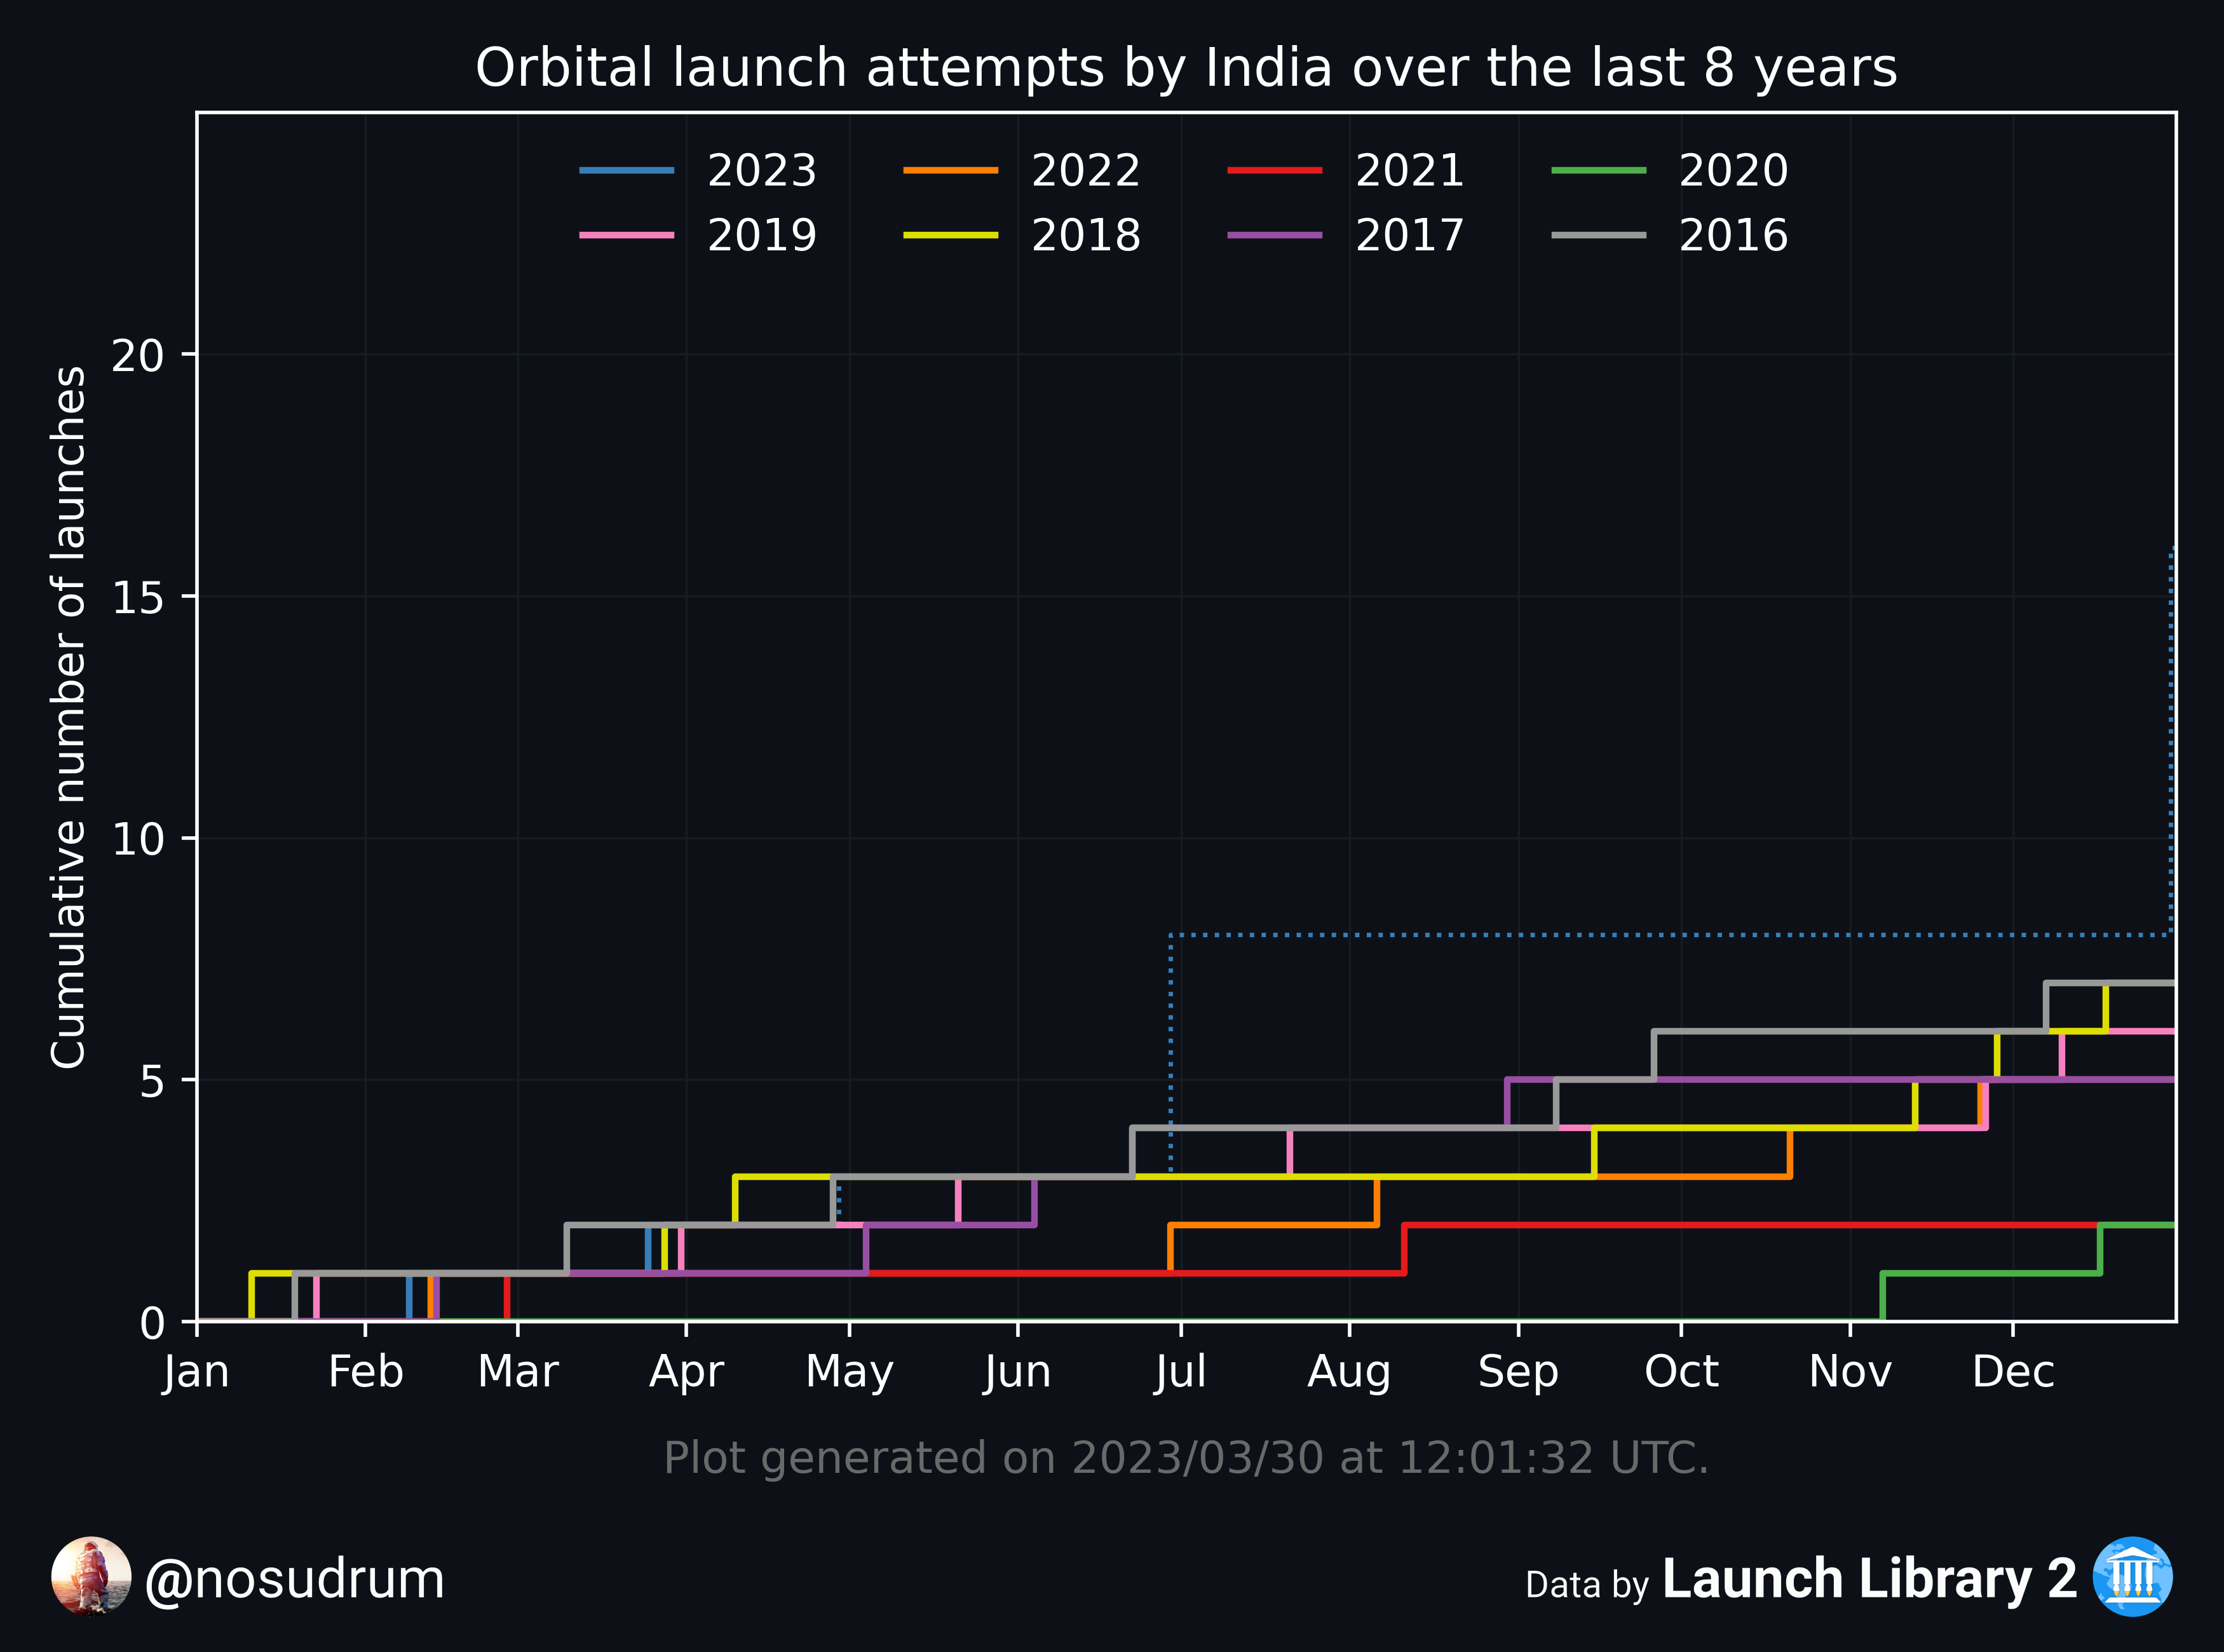 Orbital launch attempts by India over the last 8 years
2023 2022 2021 2020
2019 2018 2017 2016
Cumulative number of launches
20
15
10
5
0
Jan Feb Mar Apr May Jun Jul Aug Sep Oct Nov Dec
Plot generated on 2023/03/30 at 12:01:32 UTC.
@nosudrum
Data by Launch Library 2